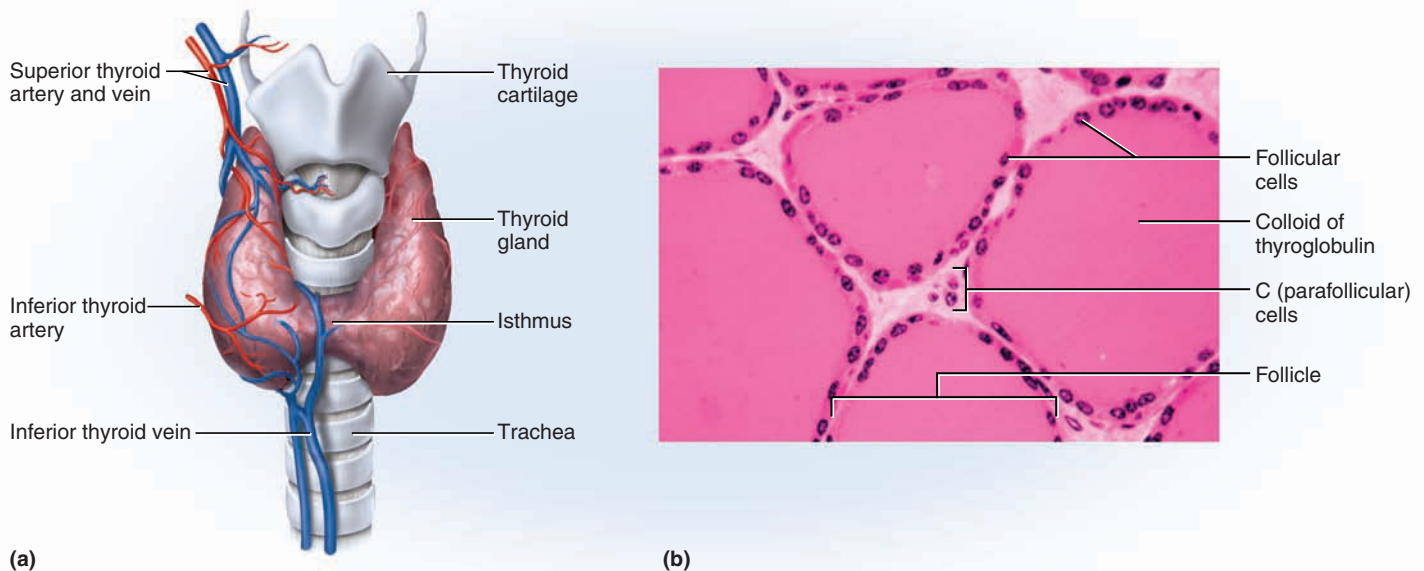 Superior thyroid
artery and vein
Inferior thyroid
artery
Inferior thyroid vein
Thyroid
cartilage
Thyroid
gland
Isthmus
Trachea
(a)
Follicular
cells
Colloid of
thyroglobulin
C (parafollicular)
cells
Follicle
(b)